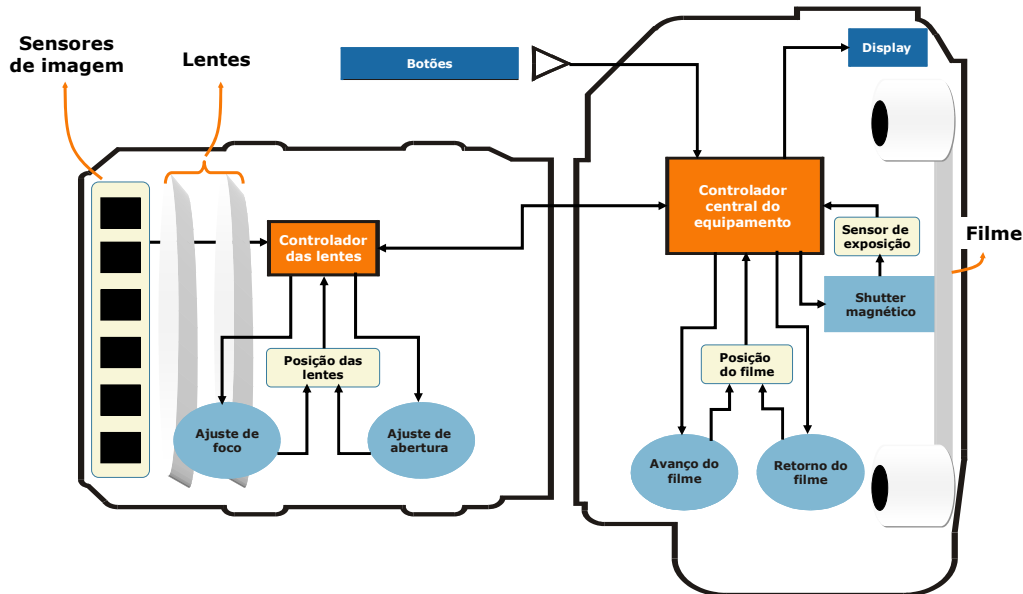 Sensores
de imagem
Lentes
Botões
Display
Controlador
central do
equipamento
Sensor de
exposição
Filme
Controlador
das lentes
Shutter
magnético
Posição das
lentes
Posição
do filme
Ajuste de
foco
Ajuste de
abertura
Avanço do
filme
Retorno do
filme